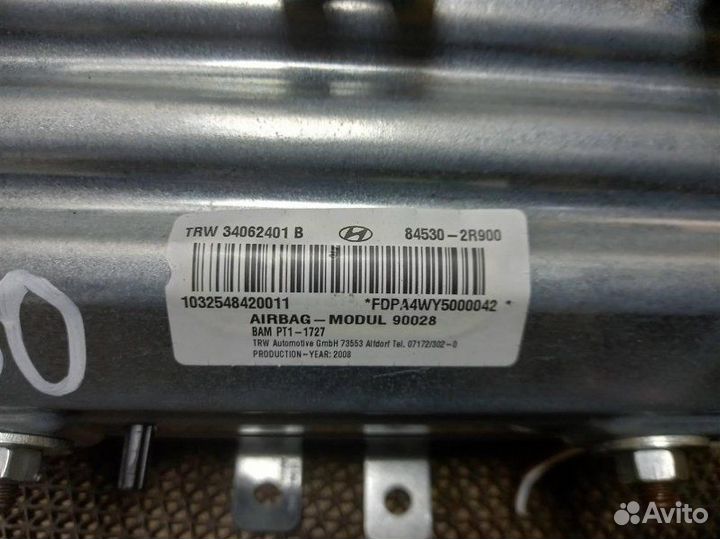 TRW 34062401 B 84530-2R900
1032548420011 *FDPA4WY5000042*
AIRBAG-MODUL 90028
BAM PT1-1727
TRW Automotive GmbH 73553 Alfdorf Tel. 07172/302-0
PRODUCTION-YEAR: 2008
Avito